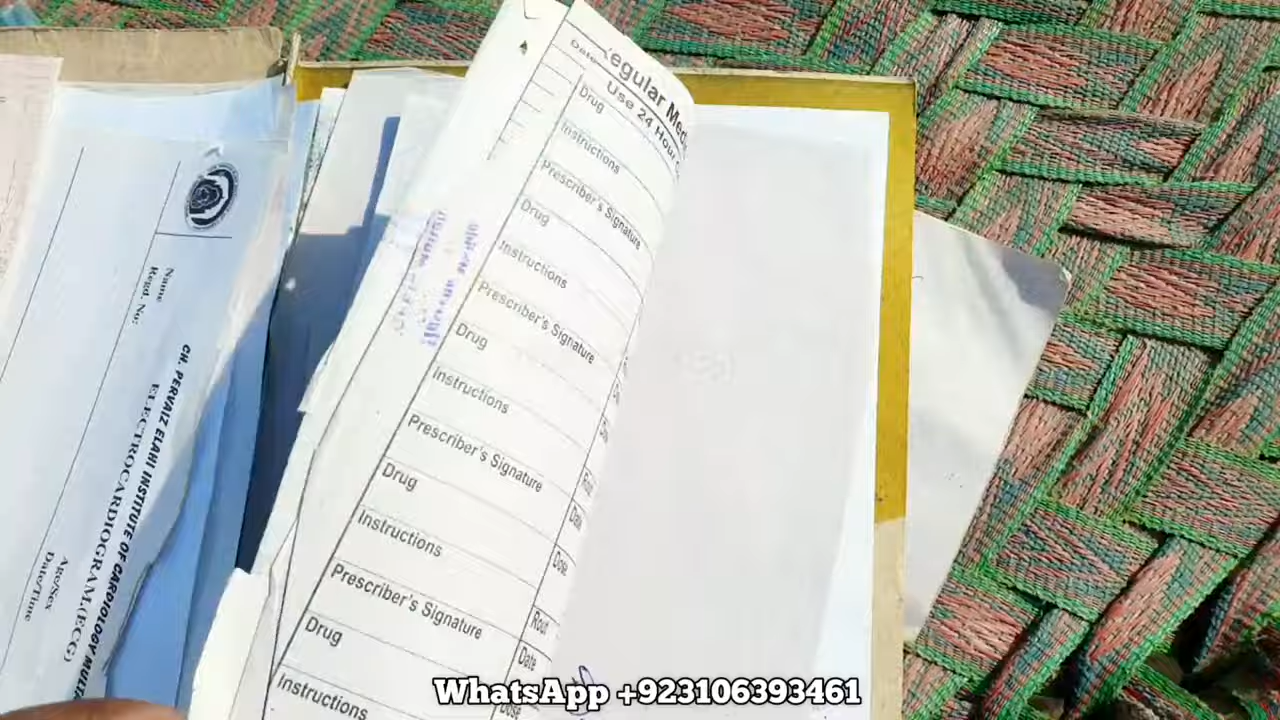 Regular Med
Date
Use 24 Hour
Drug
Instructions
Prescriber's Signature
Drug
Instructions
Prescriber's Signature
Drug
Instructions
Prescriber's Signature
Drug
Instructions
Prescriber's Signature
Drug
Instructions
Date
Dose
Rout
Date
Dose
CH. PERVAIZ ELAHI INSTITUTE OF CARDIOLOGY MULT
ELECTROCARDIOGRAM (ECG)
Name
Regd. No:
Age/Sex
Date/Time
WhatsApp +923106393461